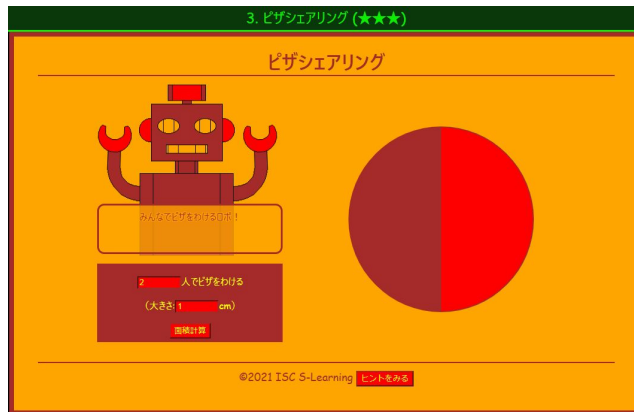 3. ピザシェアリング (★★★)
ピザシェアリング
みんなでピザをわけるロボ！
2 人でピザをわける
(大きさ: 1 cm)
面積計算
©2021 ISC S-Learning ヒントをみる